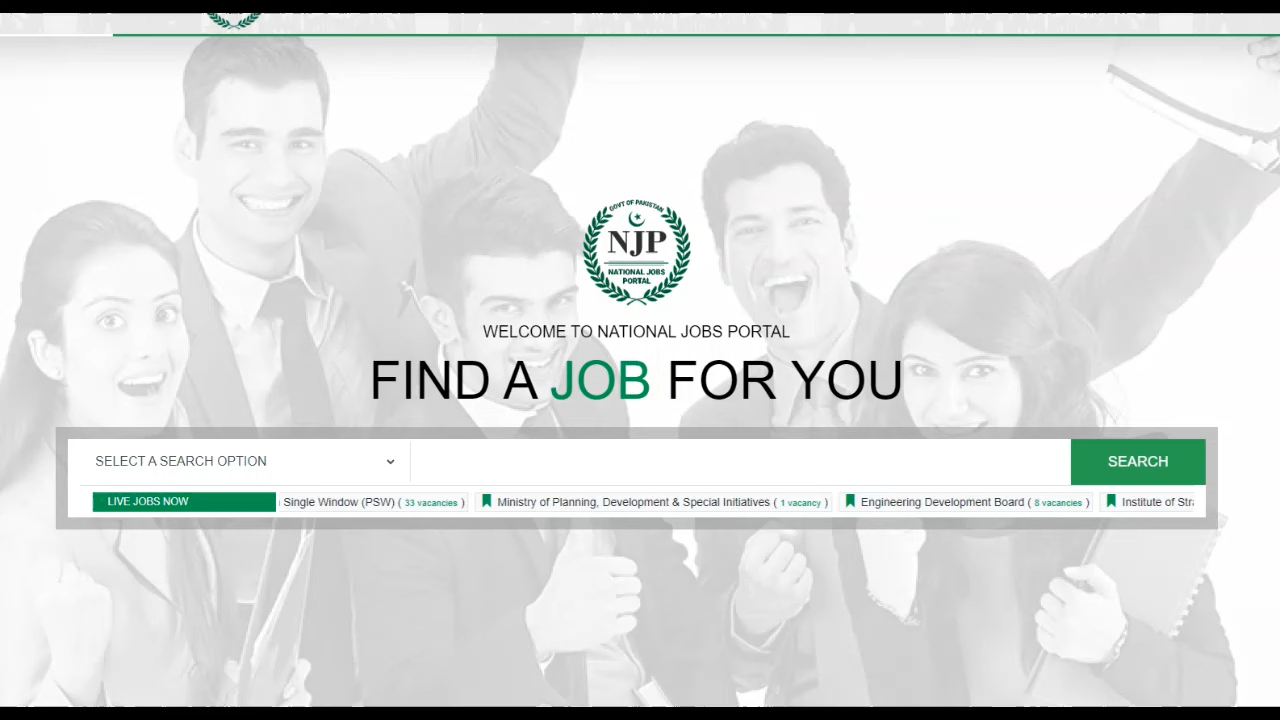 GOVT OF PAKISTAN
NJP
NATIONAL JOBS
PORTAL
WELCOME TO NATIONAL JOBS PORTAL
FIND A JOB FOR YOU
SELECT A SEARCH OPTION
SEARCH
LIVE JOBS NOW Single Window (PSW) ( 33 vacancies ) Ministry of Planning, Development & Special Initiatives ( 1 vacancy ) Engineering Development Board ( 8 vacancies ) Institute of